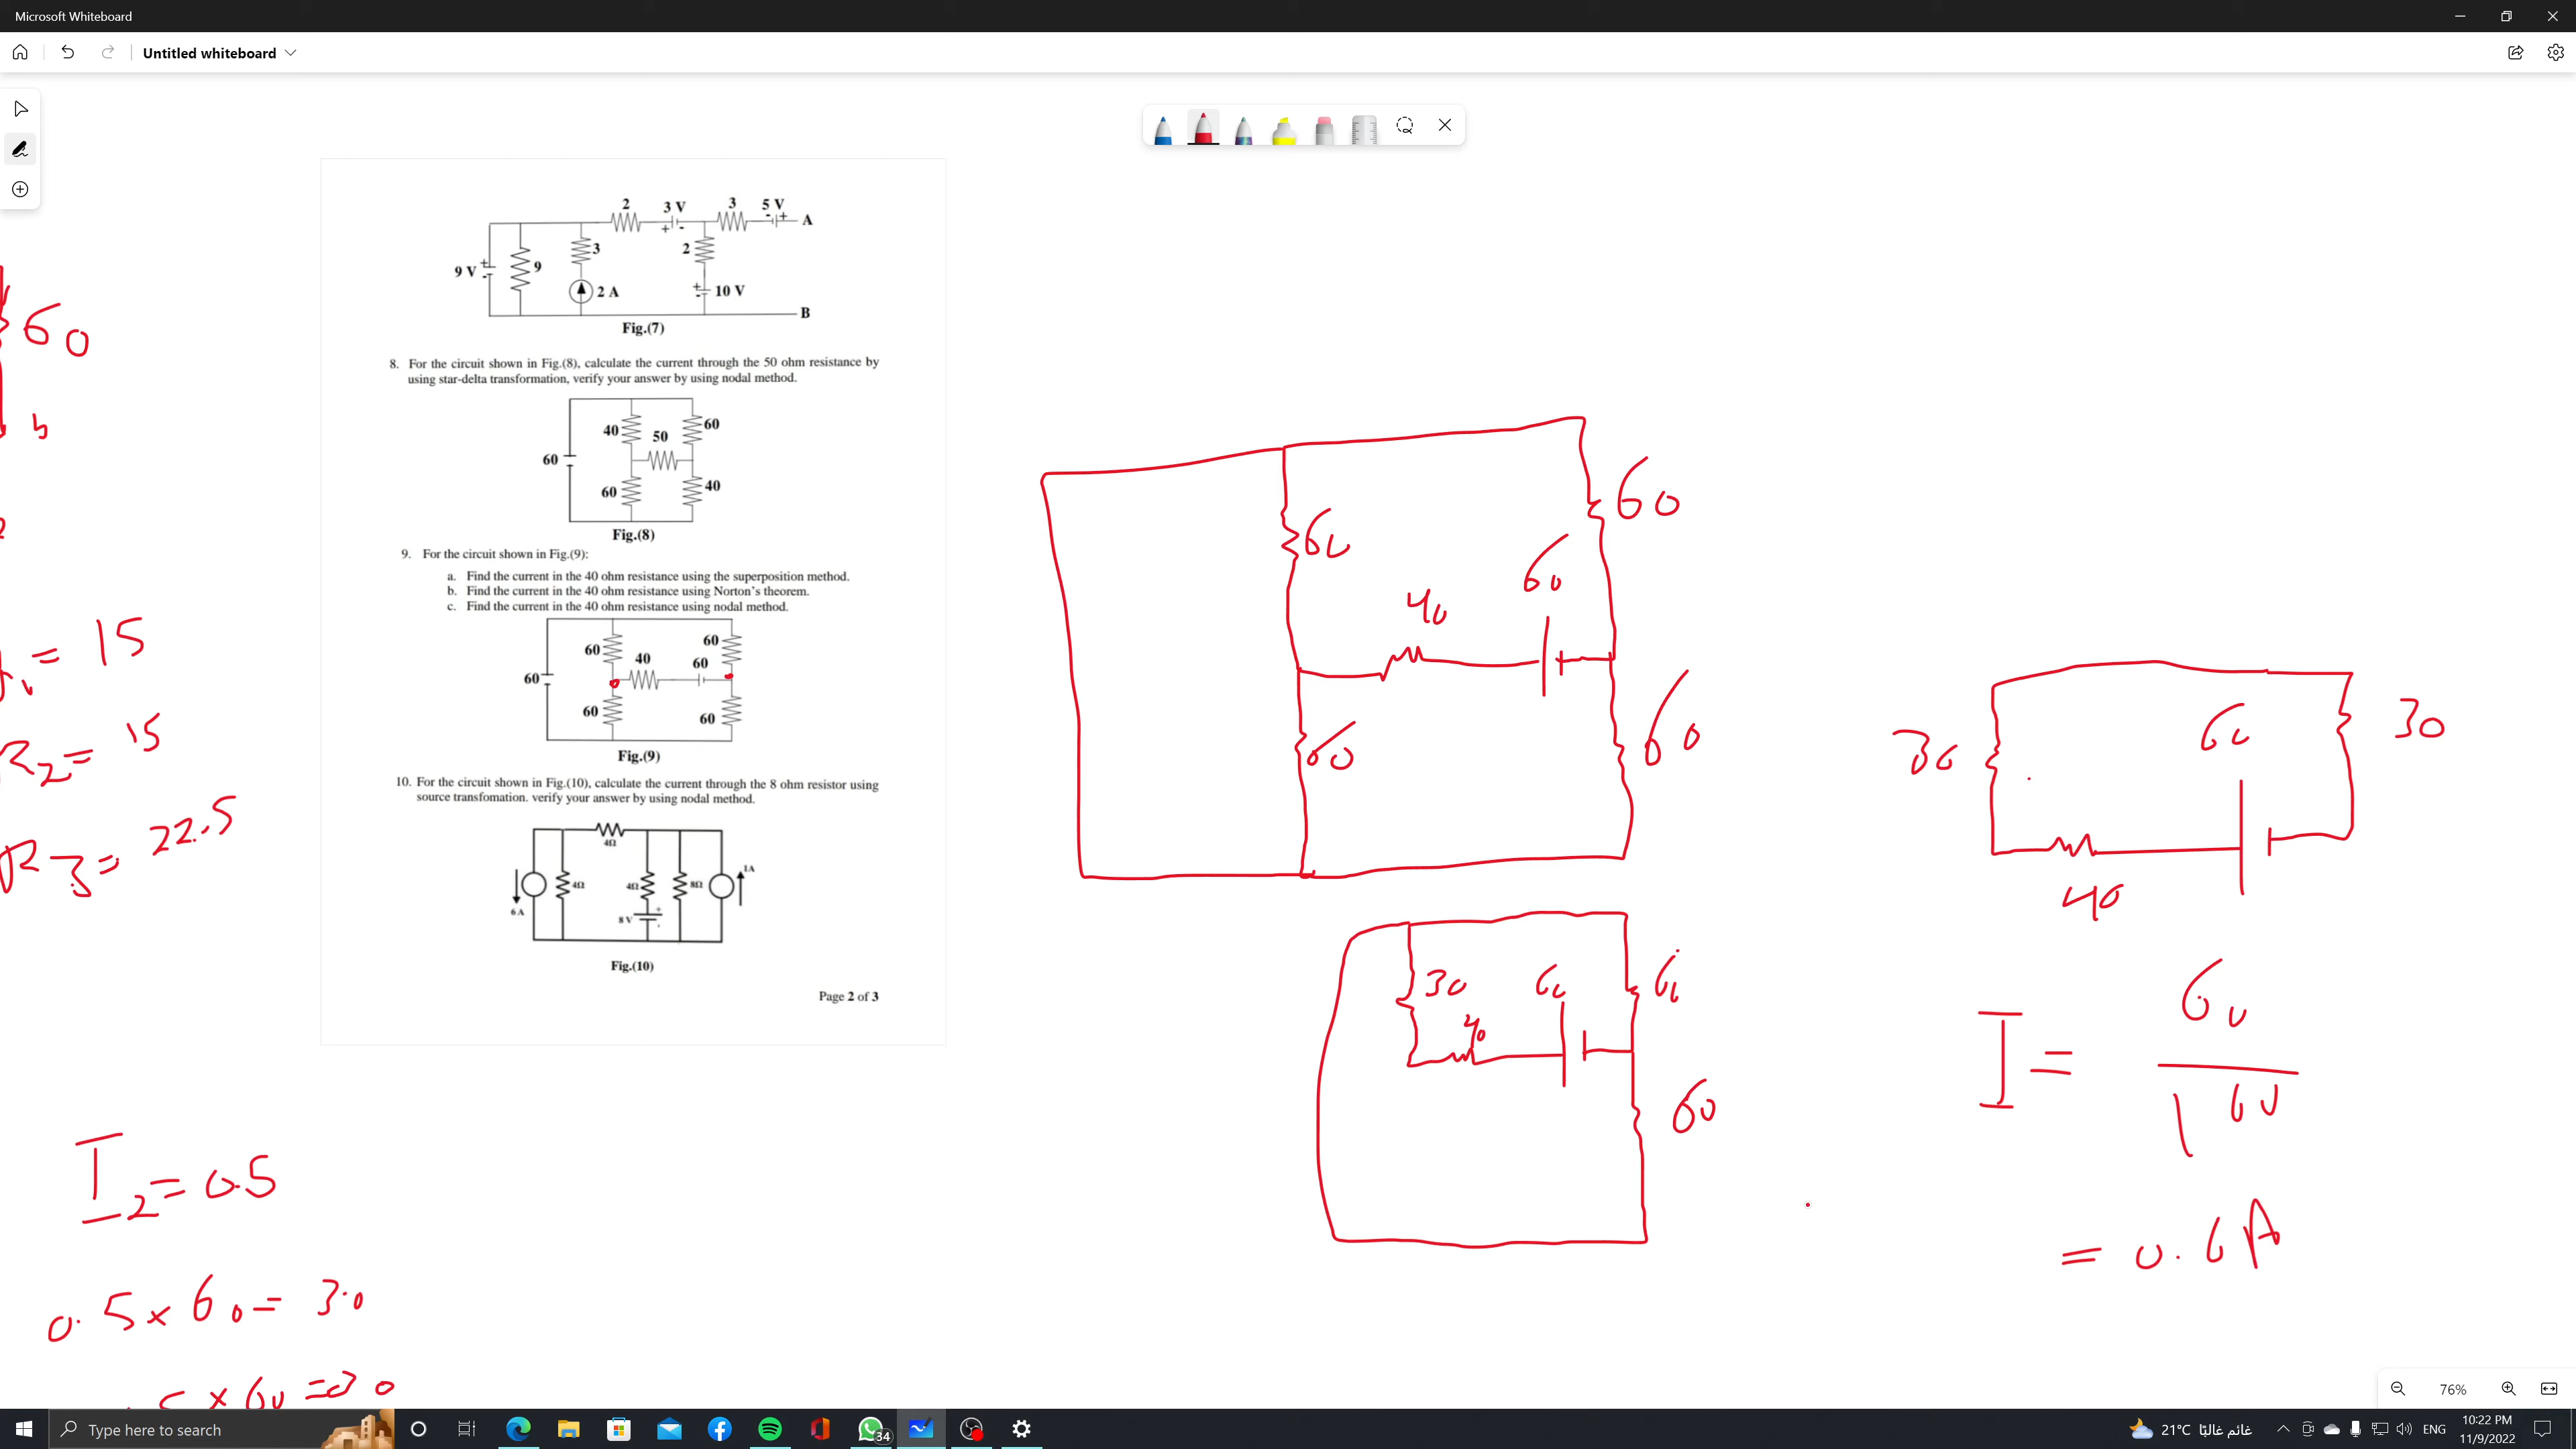 Microsoft Whiteboard
Untitled whiteboard
2 3 V 3 5 V
+ - - + A
3 2
9 V + - 9
2 A + - 10 V
B
Fig.(7)
8. For the circuit shown in Fig.(8), calculate the current through the 50 ohm resistance by
using star-delta transformation, verify your answer by using nodal method.
40 50 60
60
60 40
Fig.(8)
9. For the circuit shown in Fig.(9):
a. Find the current in the 40 ohm resistance using the superposition method.
b. Find the current in the 40 ohm resistance using Norton's theorem.
c. Find the current in the 40 ohm resistance using nodal method.
60 60
40 60
60
60 60
Fig.(9)
10. For the circuit shown in Fig.(10), calculate the current through the 8 ohm resistor using
source transfomation. verify your answer by using nodal method.
4Ω
4Ω 4Ω 8Ω 1A
6 A 8 V + -
Fig.(10)
Page 2 of 3
60
b
= 15
R2 = 15
R3 = 22.5
I2 = 0.5
0.5 × 60 = 30
5 × 60 = 30
60
60 60
40
60 60
30 60 60
40
60
30 60 30
40
I = 60
160
= 0.6 A
76%
Type here to search
34
21°C غائم غالبًا
ENG
10:22 PM
11/9/2022